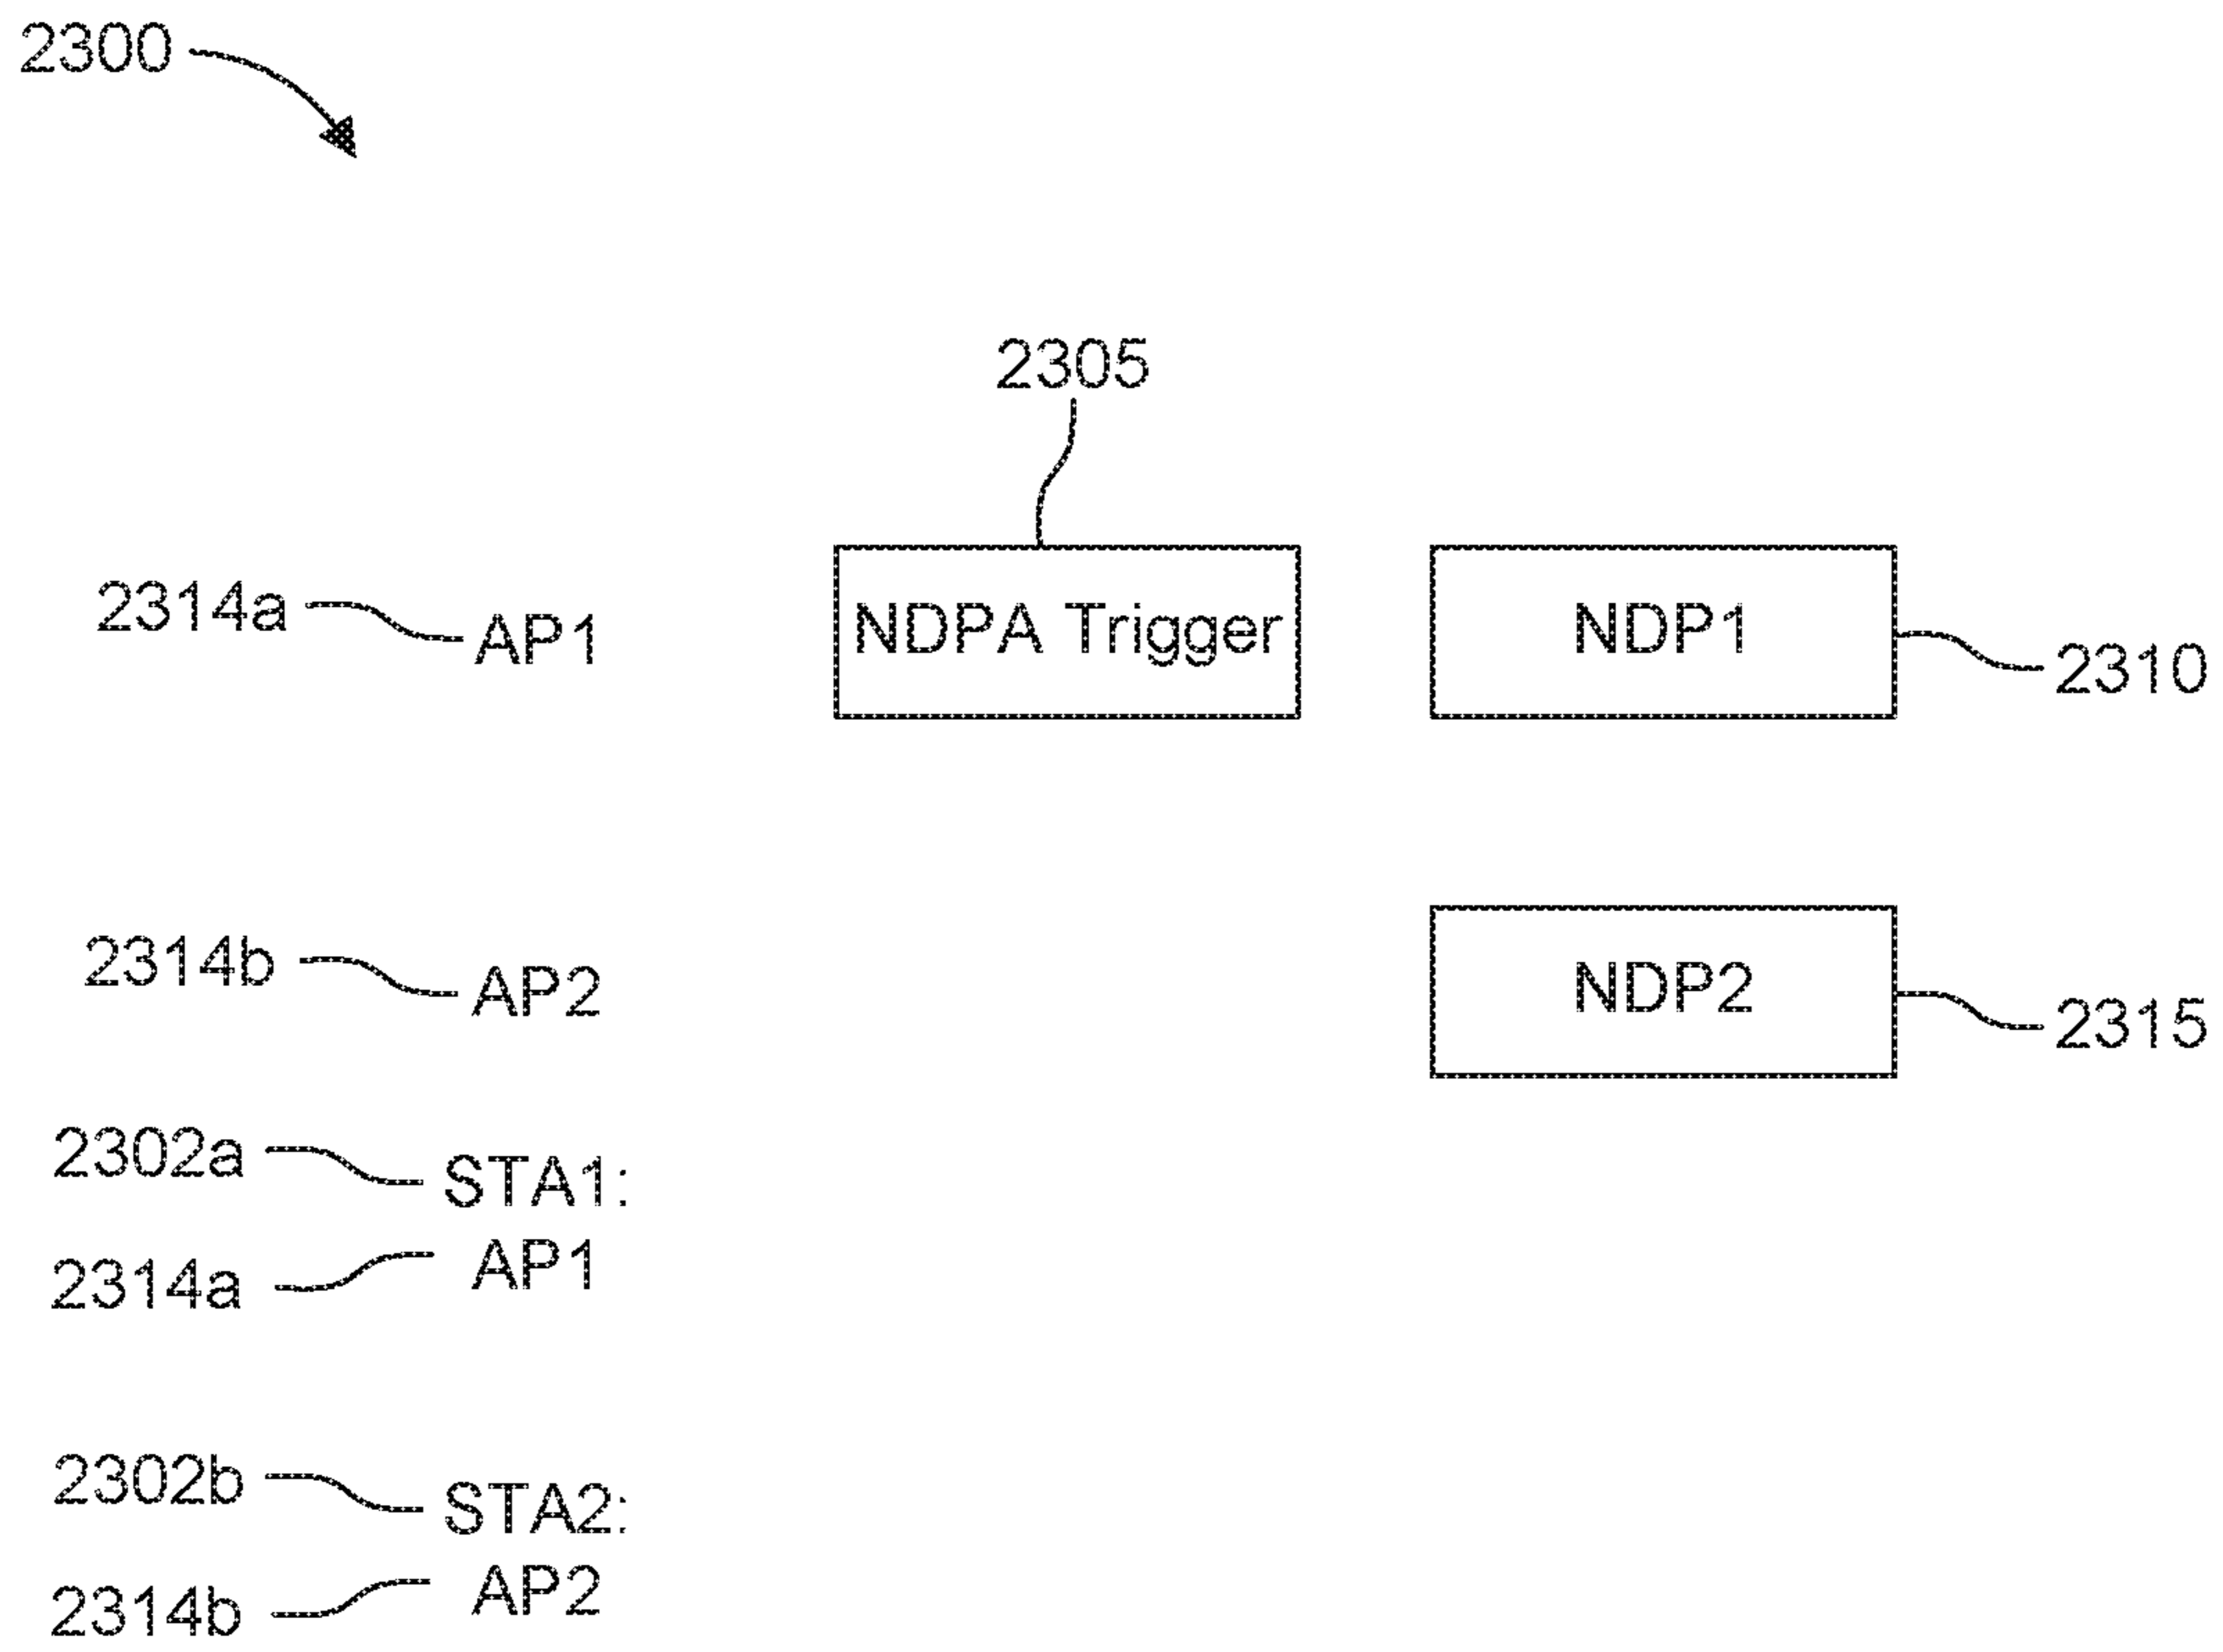 2300
2305
2314a AP1 NDPA Trigger NDP1 2310
2314b AP2 NDP2 2315
2302a STA1:
2314a AP1
2302b STA2:
2314b AP2